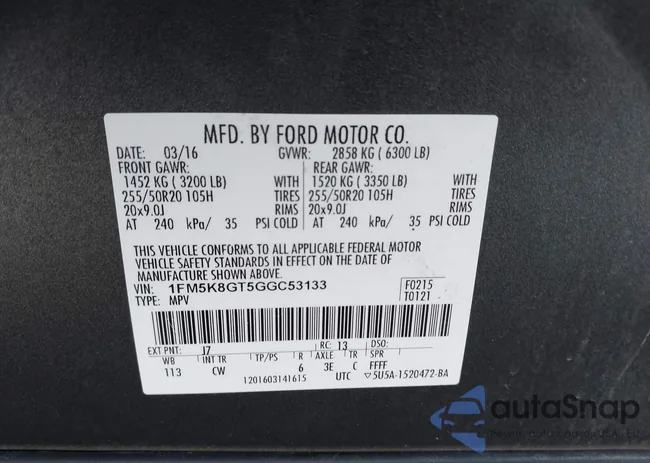 MFD. BY FORD MOTOR CO.
DATE: 03/16 GVWR: 2858 KG ( 6300 LB)
FRONT GAWR: REAR GAWR:
1452 KG ( 3200 LB) WITH 1520 KG ( 3350 LB) WITH
255/50R20 105H TIRES 255/50R20 105H TIRES
20x9.0J RIMS 20x9.0J RIMS
AT 240 kPa/ 35 PSI COLD AT 240 kPa/ 35 PSI COLD
THIS VEHICLE CONFORMS TO ALL APPLICABLE FEDERAL MOTOR
VEHICLE SAFETY STANDARDS IN EFFECT ON THE DATE OF
MANUFACTURE SHOWN ABOVE.
VIN: 1FM5K8GT5GGC53133 F0215
TYPE: MPV T0121
EXT PNT: J7 RC: 13 DSO:
WB INT TR TP/PS R AXLE TR SPR
113 CW 6 3E C FFFF
1201603141615 UTC ▽5U5A-1520472-BA
autoSnap